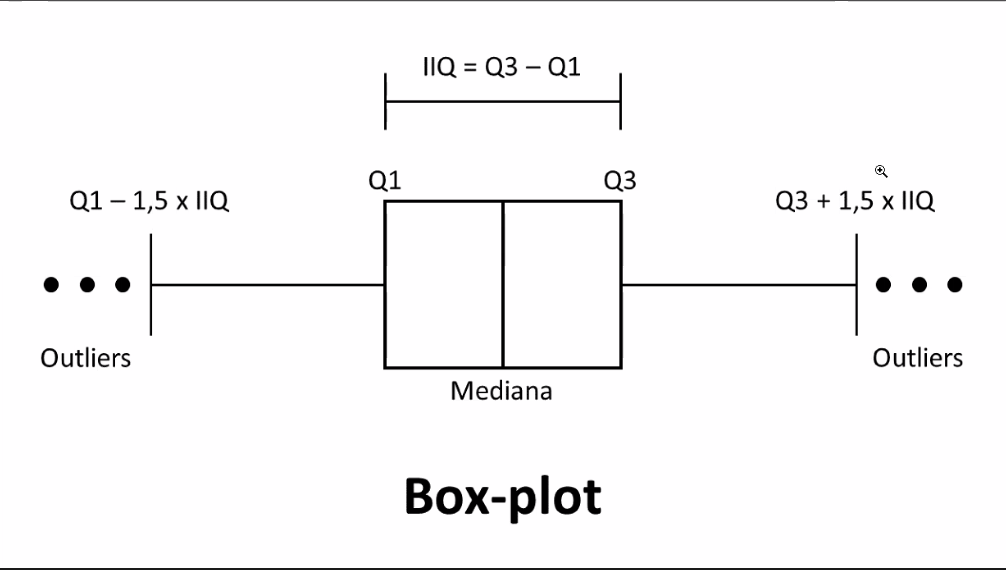 IIQ = Q3 – Q1
Q1
Q3
Q1 – 1,5 x IIQ
Q3 + 1,5 x IIQ
Outliers
Outliers
Mediana
Box-plot